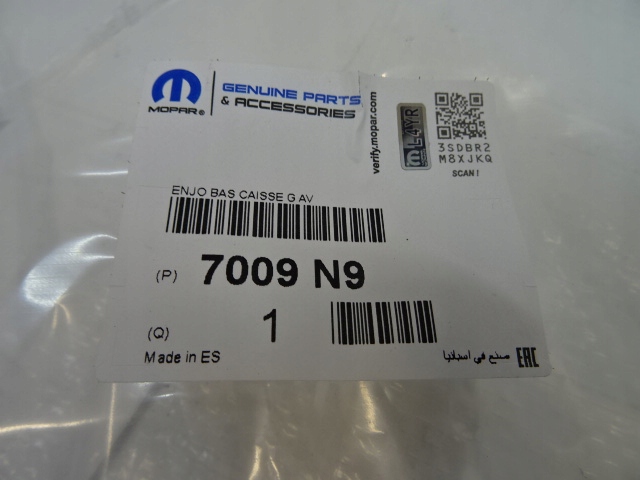 MOPAR®
GENUINE PARTS
& ACCESSORIES
verify.mopar.com
L4YR
3SDBR2
M8XJKQ
SCAN!
ENJO BAS CAISSE G AV
(P) 7009 N9
(Q) 1
Made in ES
صنع في اسبانيا
EAC